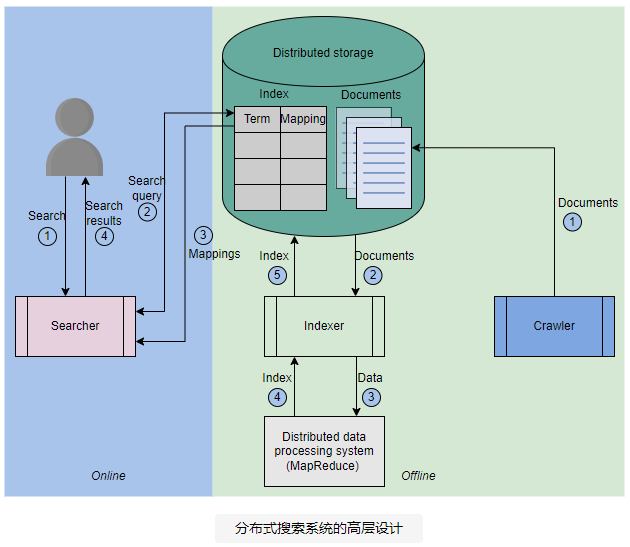 Distributed storage
Index
Documents
Term
Mapping
Search
query
2
Search
1
Search
results
4
3
Mappings
Documents
1
Index
5
Documents
2
Searcher
Indexer
Crawler
Index
4
Data
3
Distributed data
processing system
(MapReduce)
Online
Offline
分布式搜索系统的高层设计